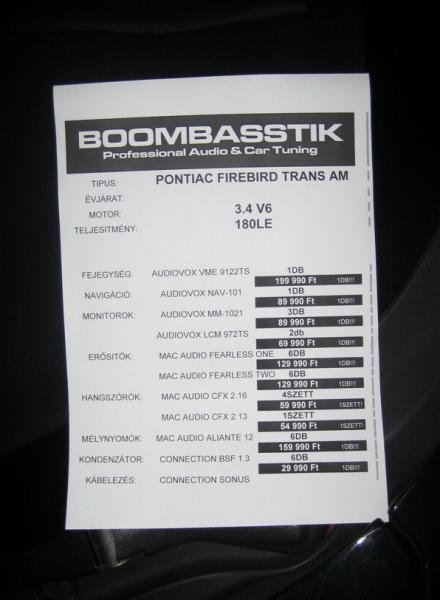 BOOMBASSTIK
Professional Audio & Car Tuning
TIPUS: PONTIAC FIREBIRD TRANS AM
ÉVJÁRAT:
MOTOR: 3.4 V6
TELJESITMÉNY: 180LE
FEJEGYSÉG: AUDIOVOX VME 9122TS 1DB
199 990 Ft 1DB!!!
NAVIGÁCIÓ: AUDIOVOX NAV-101 1DB
89 990 Ft 1DB!!!
MONITOROK: AUDIOVOX MM-1021 3DB
89 990 Ft 1DB!!!
AUDIOVOX LCM 972TS 2db
69 990 Ft 1DB!!!
ERŐSITŐK: MAC AUDIO FEARLESS ONE 6DB
129 990 Ft 1DB!!!
MAC AUDIO FEARLESS TWO 6DB
129 990 Ft 1DB!!!
HANGSZÓRÓK: MAC AUDIO CFX 2.16 4SZETT
59 990 Ft 1SZETT!
MAC AUDIO CFX 2.13 1SZETT
54 990 Ft 1SZETT!
MÉLYNYOMÓK: MAC AUDIO ALIANTE 12 6DB
159 990 Ft 1DB!!!
KONDENZÁTOR: CONNECTION BSF 1.3 6DB
29 990 Ft 1DB!!!
KÁBELEZÉS: CONNECTION SONUS